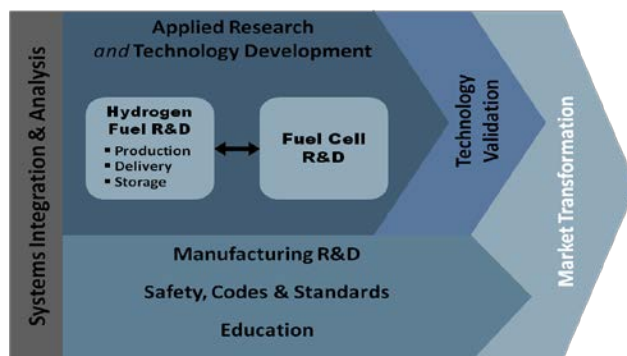 Systems Integration & Analysis
Applied Research
and Technology Development
Hydrogen
Fuel R&D
▪ Production
▪ Delivery
▪ Storage
Fuel Cell
R&D
Technology
Validation
Market Transformation
Manufacturing R&D
Safety, Codes & Standards
Education